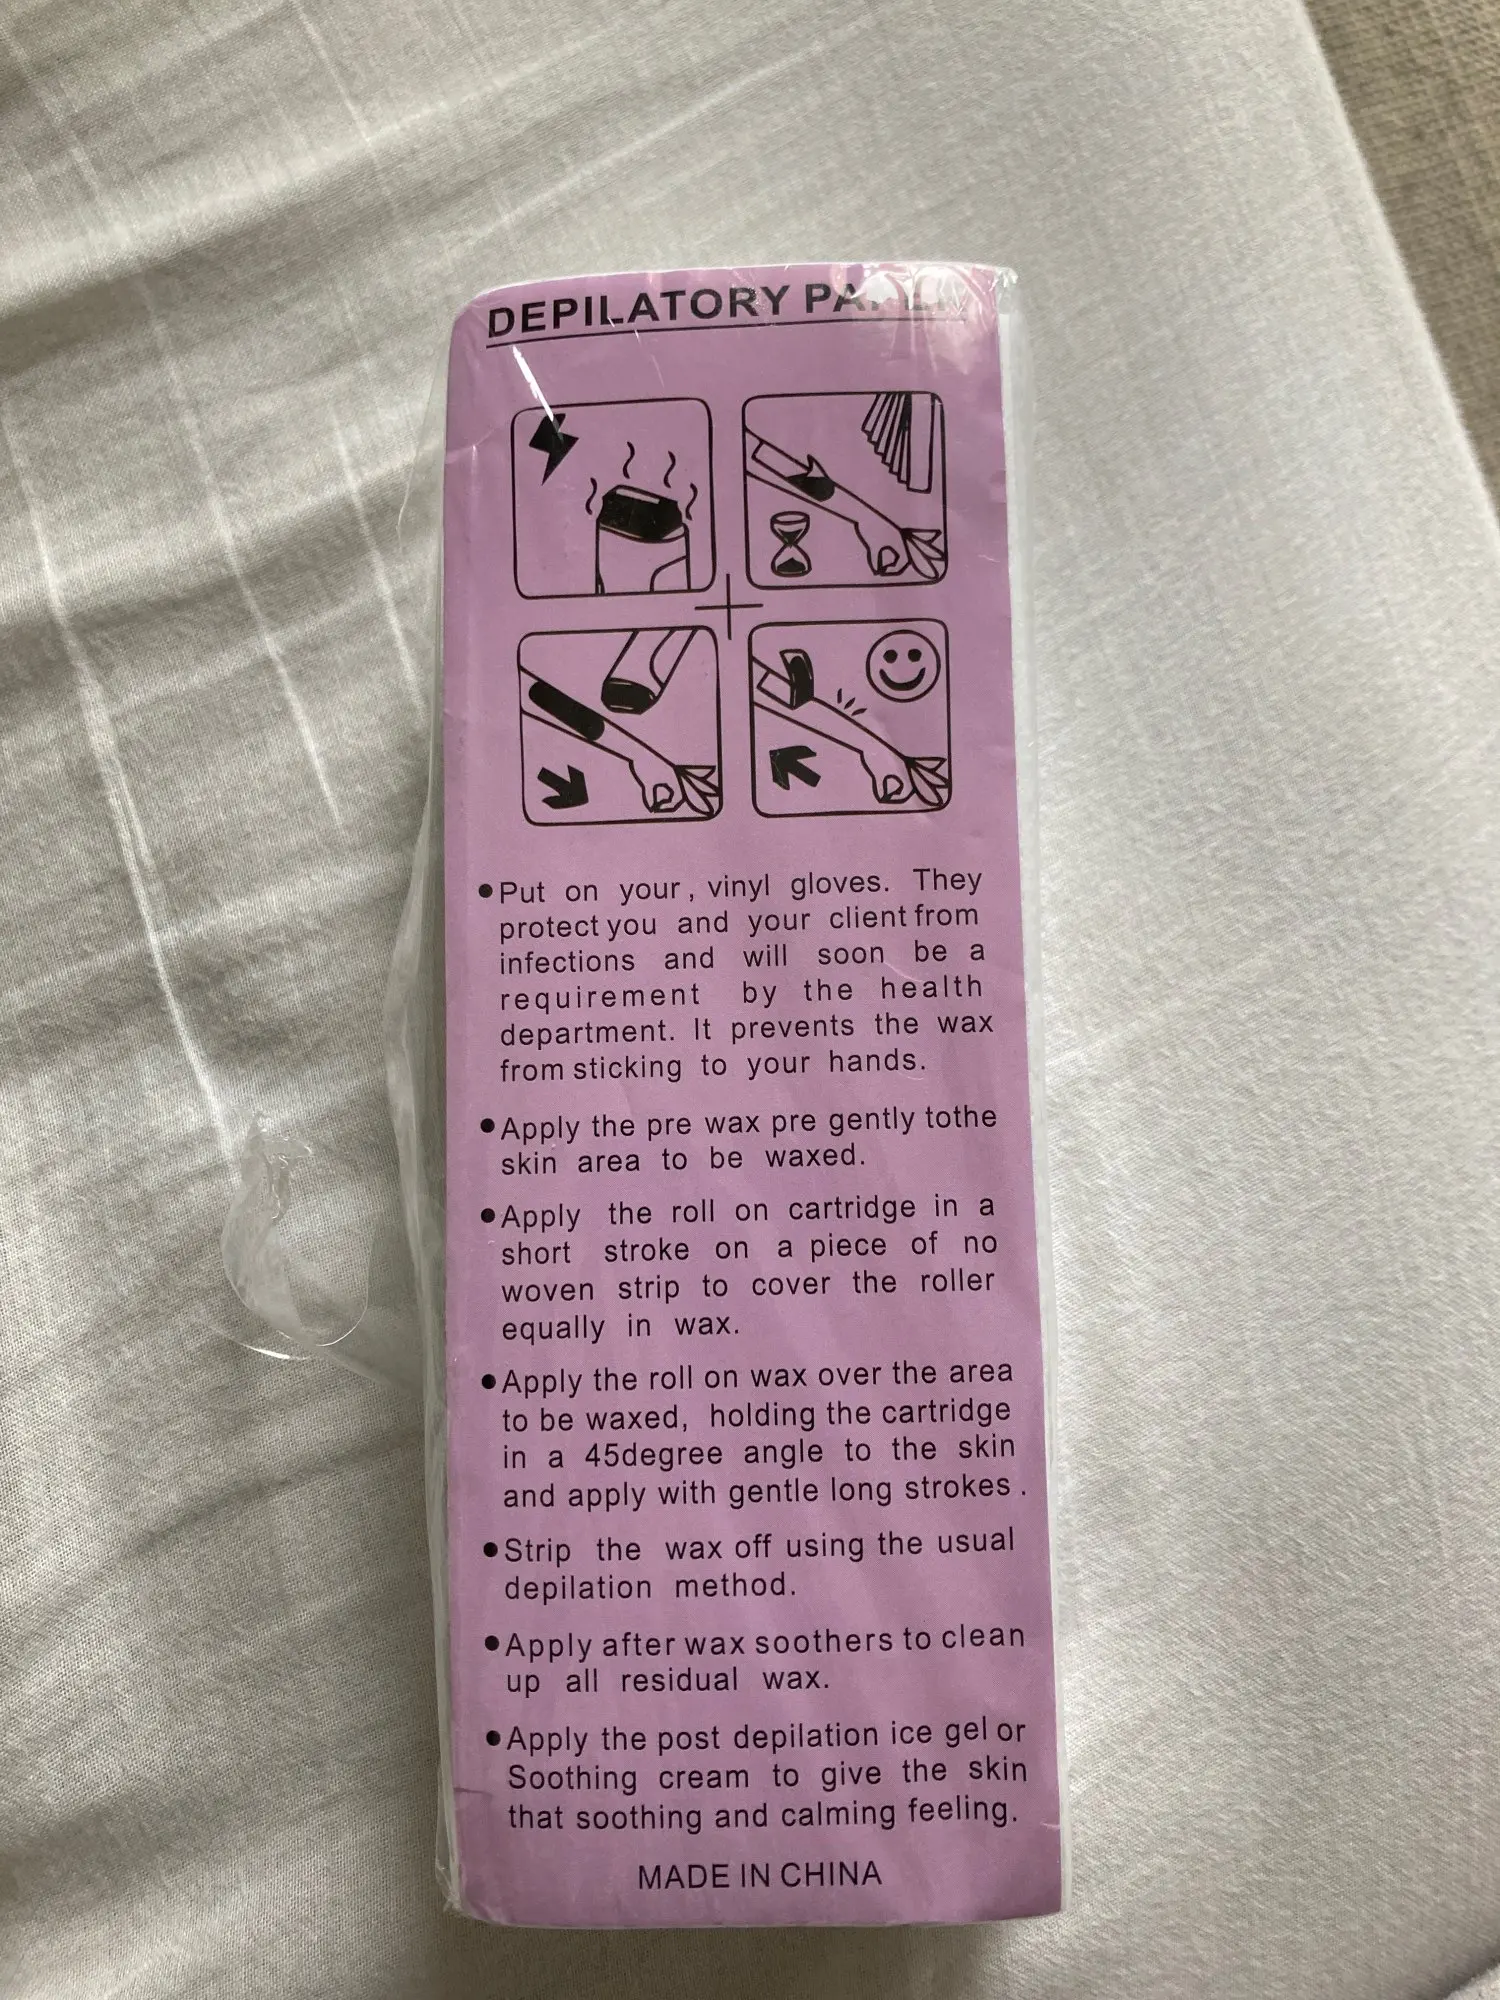 DEPILATORY PAPER
•Put on your, vinyl gloves. They
protect you and your client from
infections and will soon be a
requirement by the health
department. It prevents the wax
from sticking to your hands.
•Apply the pre wax pre gently tothe
skin area to be waxed.
•Apply the roll on cartridge in a
short stroke on a piece of no
woven strip to cover the roller
equally in wax.
•Apply the roll on wax over the area
to be waxed, holding the cartridge
in a 45degree angle to the skin
and apply with gentle long strokes .
•Strip the wax off using the usual
depilation method.
•Apply after wax soothers to clean
up all residual wax.
•Apply the post depilation ice gel or
Soothing cream to give the skin
that soothing and calming feeling.
MADE IN CHINA